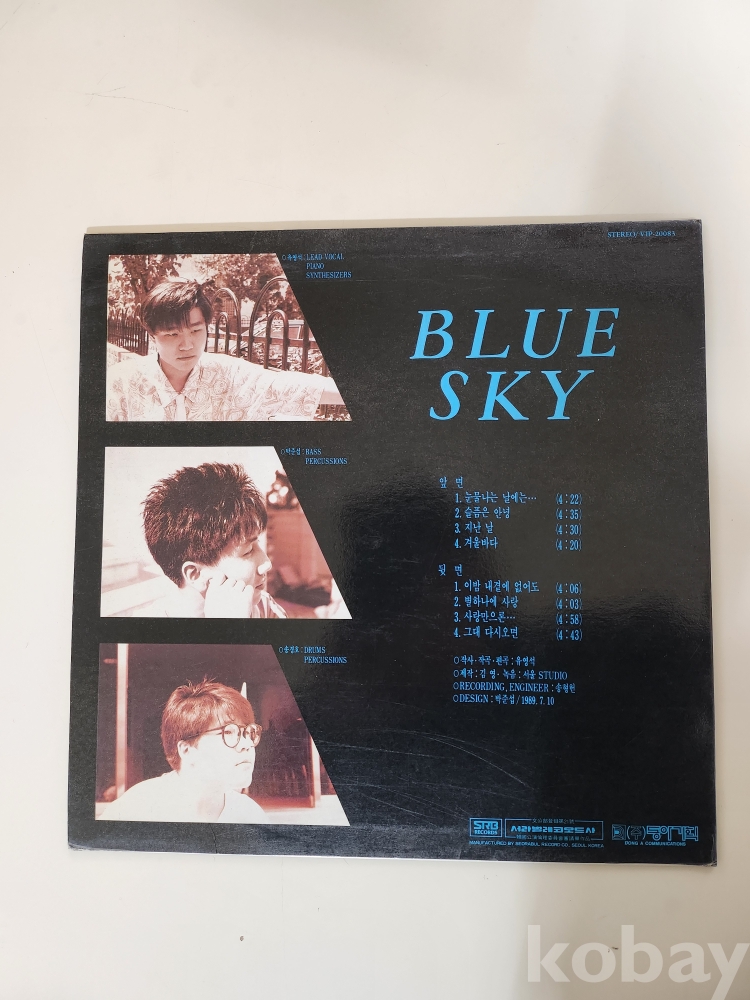 STEREO/VIP-20083
○유영석:LEAD VOCAL
PIANO
SYNTHESIZERS
BLUE
SKY
○박준섭:BASS
PERCUSSIONS
앞 면
1. 눈물나는 날에는… (4:22)
2. 슬픔은 안녕 (4:35)
3. 지난 날 (4:30)
4. 겨울바다 (4:20)
뒷 면
1. 이밤 내곁에 없어도 (4:06)
2. 별하나에 사랑 (4:03)
3. 사랑만으론… (4:58)
4. 그대 다시오면 (4:43)
○송경호:DRUMS
PERCUSSIONS
○작사·작곡·편곡:유영석
○제작:김 영·녹음:서울 STUDIO
○RECORDING, ENGINEER:송형헌
○DESIGN:박준섭/1989. 7. 10
SRB
RECORDS
서라벌레코오드사
MANUFACTURED BY SEORABUL RECORD CO., SEOUL KOREA
(주)동아기획
DONG A COMMUNICATIONS
kobay